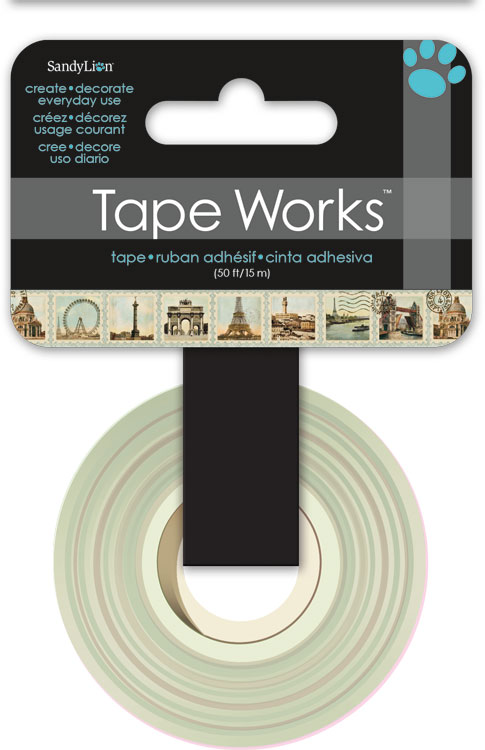 SandyLion
create•decorate
everyday use
créez•décorez
usage courant
cree•decore
uso diario
Tape Works™
tape•ruban adhésif•cinta adhesiva
(50 ft/15 m)